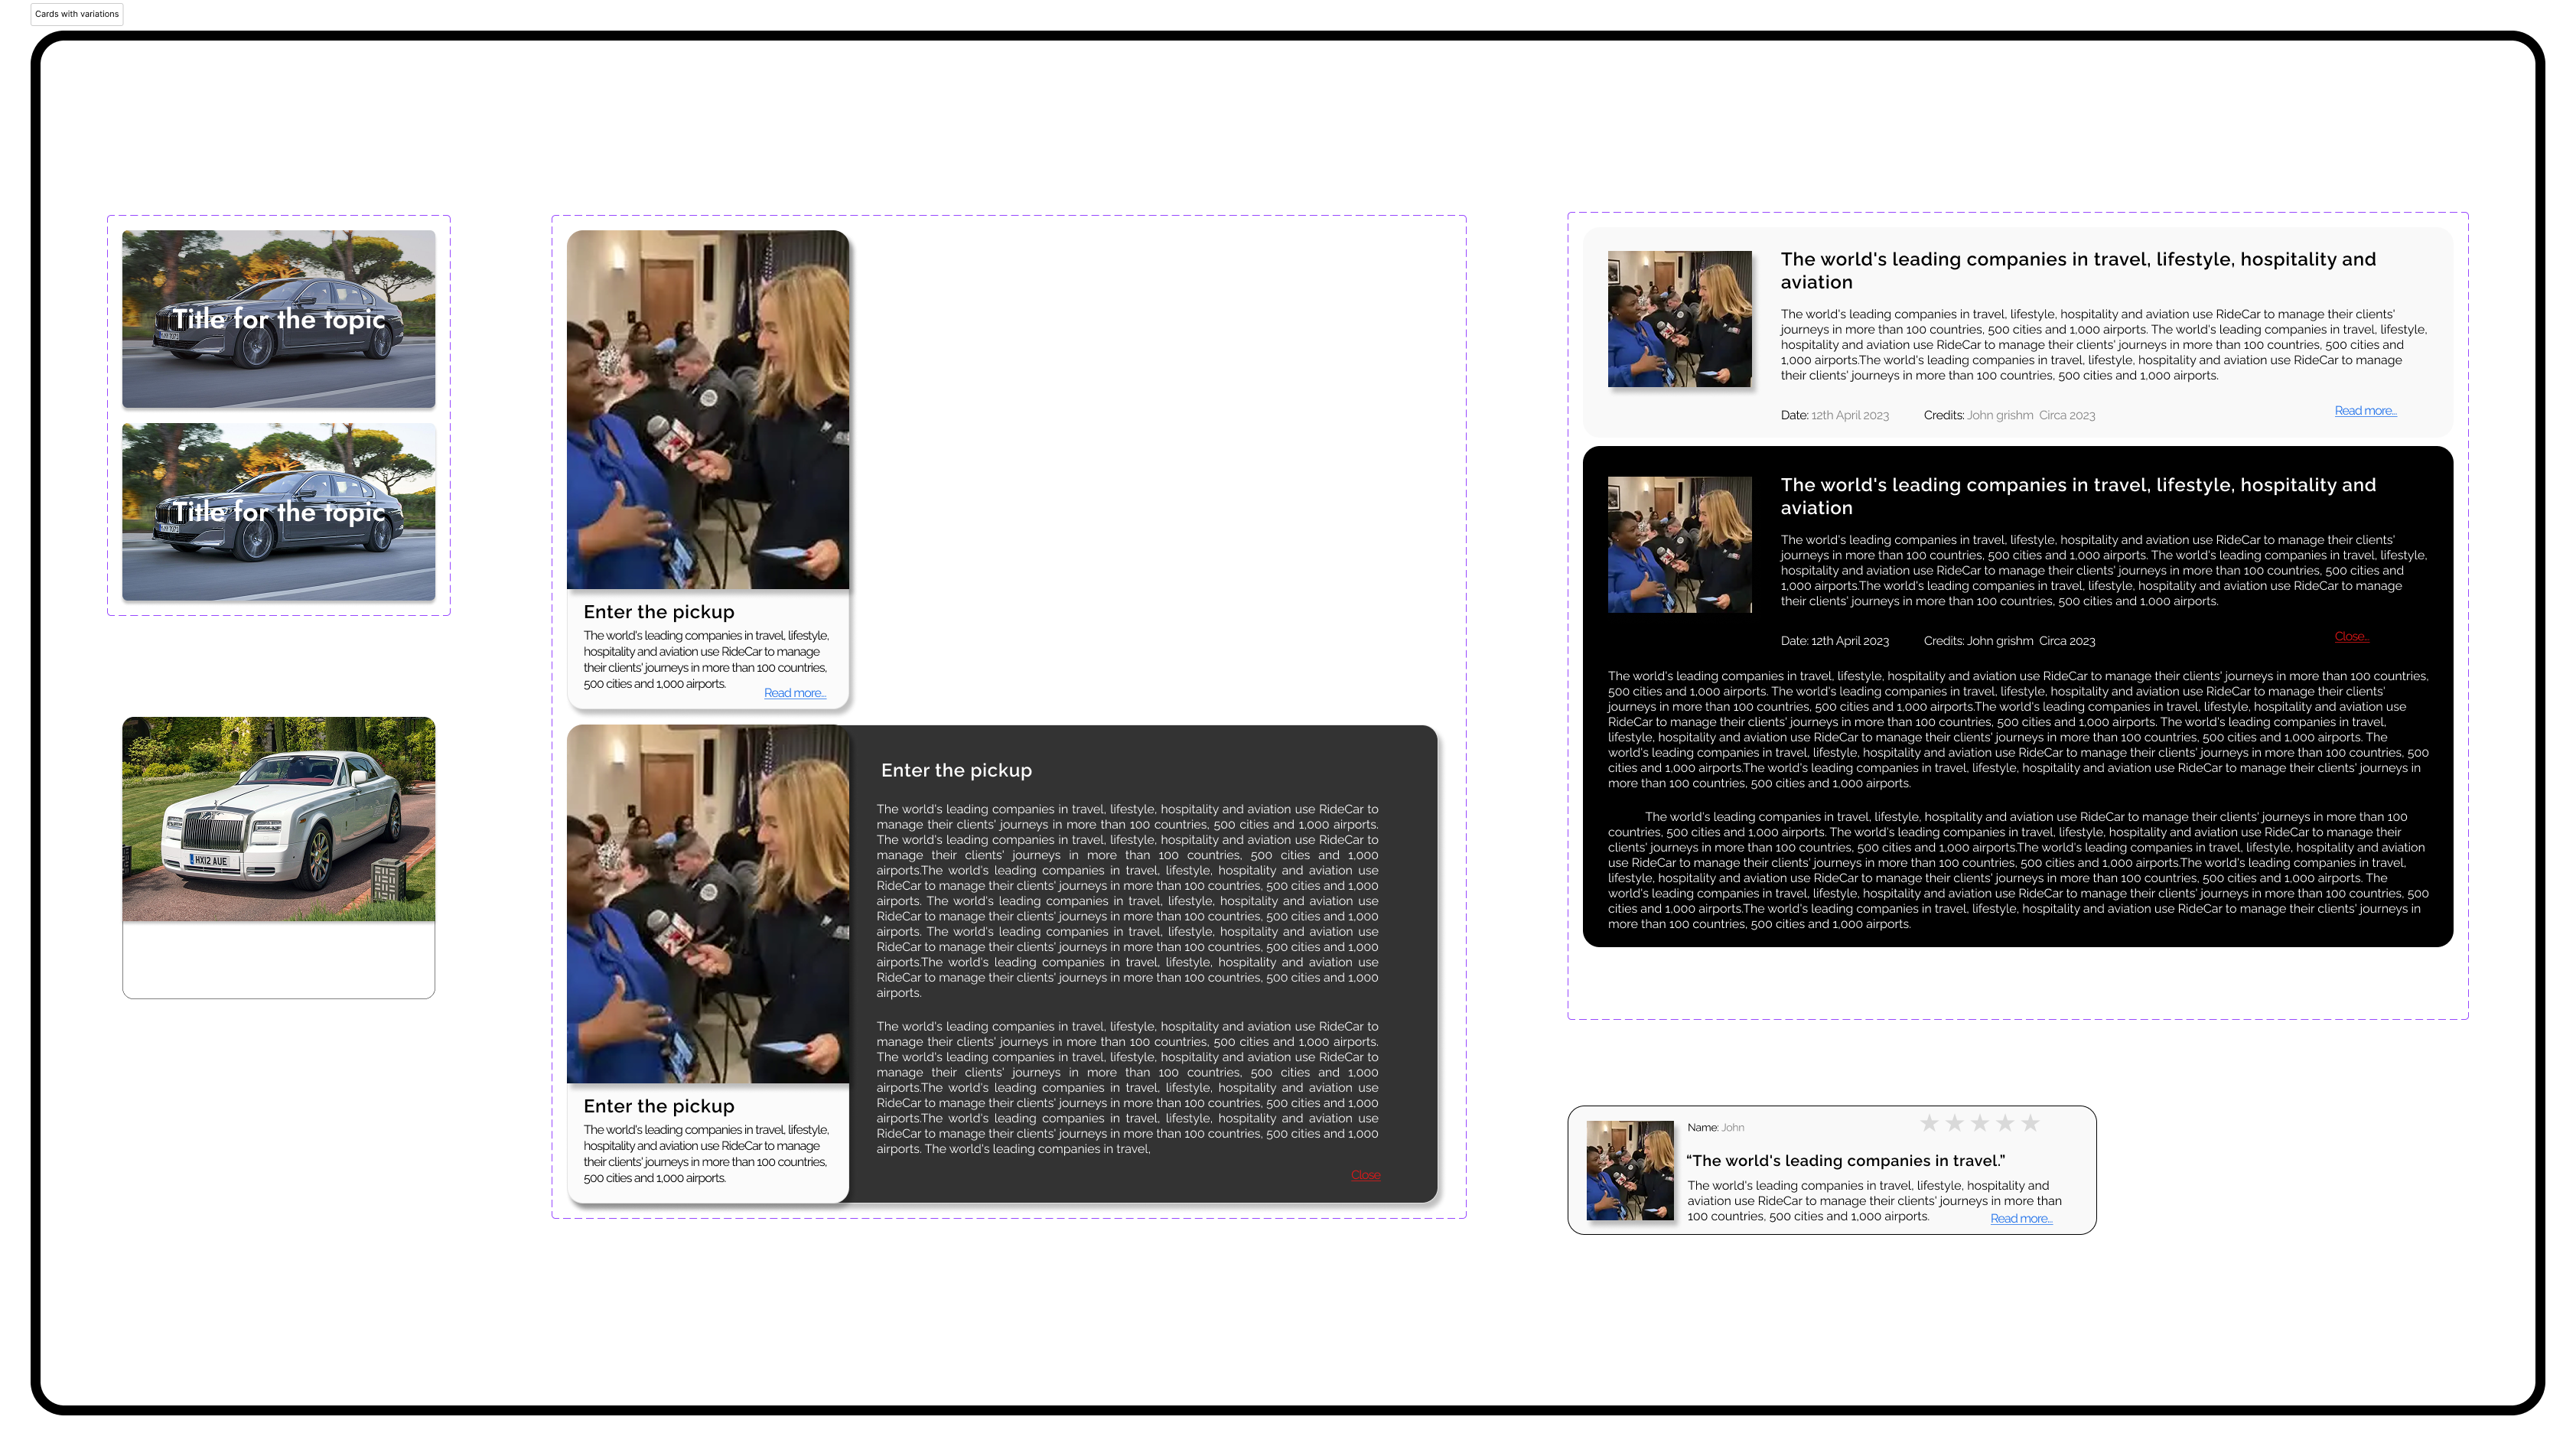 Cards with variations
Title for the topic
Title for the topic
HX12 AUE
Enter the pickup
The world's leading companies in travel, lifestyle,
hospitality and aviation use RideCar to manage
their clients' journeys in more than 100 countries,
500 cities and 1,000 airports.
Read more...
Enter the pickup
The world's leading companies in travel, lifestyle,
hospitality and aviation use RideCar to manage
their clients' journeys in more than 100 countries,
500 cities and 1,000 airports.
Enter the pickup
The world's leading companies in travel, lifestyle, hospitality and aviation use RideCar to
manage their clients' journeys in more than 100 countries, 500 cities and 1,000 airports.
The world's leading companies in travel, lifestyle, hospitality and aviation use RideCar to
manage their clients' journeys in more than 100 countries, 500 cities and 1,000
airports.The world's leading companies in travel, lifestyle, hospitality and aviation use
RideCar to manage their clients' journeys in more than 100 countries, 500 cities and 1,000
airports. The world's leading companies in travel, lifestyle, hospitality and aviation use
RideCar to manage their clients' journeys in more than 100 countries, 500 cities and 1,000
airports. The world's leading companies in travel, lifestyle, hospitality and aviation use
RideCar to manage their clients' journeys in more than 100 countries, 500 cities and 1,000
airports.The world's leading companies in travel, lifestyle, hospitality and aviation use
RideCar to manage their clients' journeys in more than 100 countries, 500 cities and 1,000
airports.
The world's leading companies in travel, lifestyle, hospitality and aviation use RideCar to
manage their clients' journeys in more than 100 countries, 500 cities and 1,000 airports.
The world's leading companies in travel, lifestyle, hospitality and aviation use RideCar to
manage their clients' journeys in more than 100 countries, 500 cities and 1,000
airports.The world's leading companies in travel, lifestyle, hospitality and aviation use
RideCar to manage their clients' journeys in more than 100 countries, 500 cities and 1,000
airports.The world's leading companies in travel, lifestyle, hospitality and aviation use
RideCar to manage their clients' journeys in more than 100 countries, 500 cities and 1,000
airports. The world's leading companies in travel,
Close
The world's leading companies in travel, lifestyle, hospitality and
aviation
The world's leading companies in travel, lifestyle, hospitality and aviation use RideCar to manage their clients'
journeys in more than 100 countries, 500 cities and 1,000 airports. The world's leading companies in travel, lifestyle,
hospitality and aviation use RideCar to manage their clients' journeys in more than 100 countries, 500 cities and
1,000 airports.The world's leading companies in travel, lifestyle, hospitality and aviation use RideCar to manage
their clients' journeys in more than 100 countries, 500 cities and 1,000 airports.
Date: 12th April 2023 Credits: John grishm Circa 2023 Read more...
The world's leading companies in travel, lifestyle, hospitality and
aviation
The world's leading companies in travel, lifestyle, hospitality and aviation use RideCar to manage their clients'
journeys in more than 100 countries, 500 cities and 1,000 airports. The world's leading companies in travel, lifestyle,
hospitality and aviation use RideCar to manage their clients' journeys in more than 100 countries, 500 cities and
1,000 airports.The world's leading companies in travel, lifestyle, hospitality and aviation use RideCar to manage
their clients' journeys in more than 100 countries, 500 cities and 1,000 airports.
Date: 12th April 2023 Credits: John grishm Circa 2023 Close...
The world's leading companies in travel, lifestyle, hospitality and aviation use RideCar to manage their clients' journeys in more than 100 countries,
500 cities and 1,000 airports. The world's leading companies in travel, lifestyle, hospitality and aviation use RideCar to manage their clients'
journeys in more than 100 countries, 500 cities and 1,000 airports.The world's leading companies in travel, lifestyle, hospitality and aviation use
RideCar to manage their clients' journeys in more than 100 countries, 500 cities and 1,000 airports. The world's leading companies in travel,
lifestyle, hospitality and aviation use RideCar to manage their clients' journeys in more than 100 countries, 500 cities and 1,000 airports. The
world's leading companies in travel, lifestyle, hospitality and aviation use RideCar to manage their clients' journeys in more than 100 countries, 500
cities and 1,000 airports.The world's leading companies in travel, lifestyle, hospitality and aviation use RideCar to manage their clients' journeys in
more than 100 countries, 500 cities and 1,000 airports.
The world's leading companies in travel, lifestyle, hospitality and aviation use RideCar to manage their clients' journeys in more than 100
countries, 500 cities and 1,000 airports. The world's leading companies in travel, lifestyle, hospitality and aviation use RideCar to manage their
clients' journeys in more than 100 countries, 500 cities and 1,000 airports.The world's leading companies in travel, lifestyle, hospitality and aviation
use RideCar to manage their clients' journeys in more than 100 countries, 500 cities and 1,000 airports.The world's leading companies in travel,
lifestyle, hospitality and aviation use RideCar to manage their clients' journeys in more than 100 countries, 500 cities and 1,000 airports. The
world's leading companies in travel, lifestyle, hospitality and aviation use RideCar to manage their clients' journeys in more than 100 countries, 500
cities and 1,000 airports.The world's leading companies in travel, lifestyle, hospitality and aviation use RideCar to manage their clients' journeys in
more than 100 countries, 500 cities and 1,000 airports.
Name: John
“The world's leading companies in travel.”
The world's leading companies in travel, lifestyle, hospitality and
aviation use RideCar to manage their clients' journeys in more than
100 countries, 500 cities and 1,000 airports.
Read more...